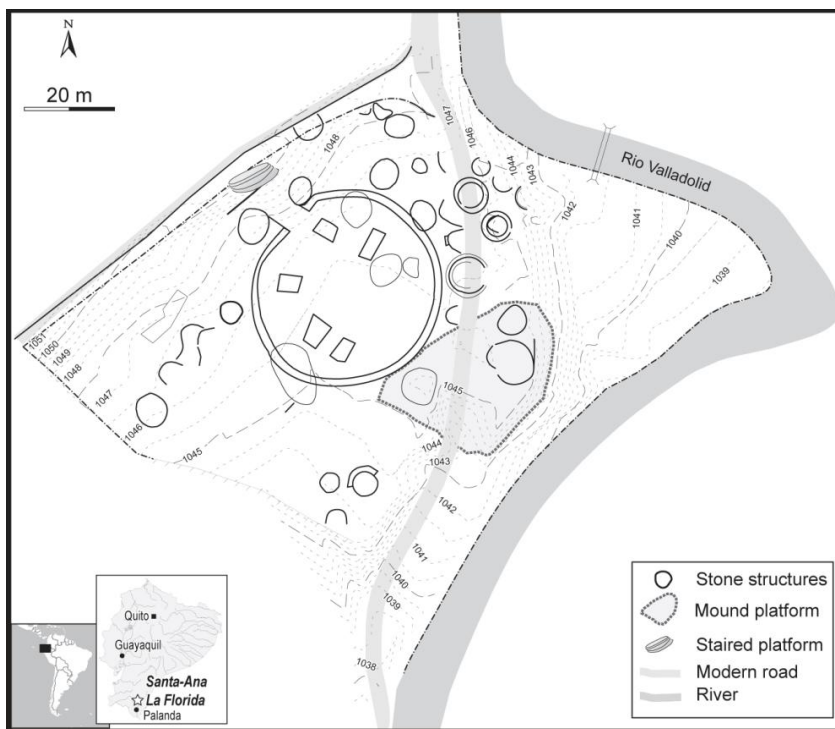 N
20 m
1048
1047
1046
1044
1043
1042
1041
1040
1039
Río Valladolid
1051
1050
1049
1048
1047
1046
1045
1045
1044
1043
1042
1041
1040
1039
1038
Quito
Guayaquil
Santa-Ana
La Florida
Palanda
Stone structures
Mound platform
Staired platform
Modern road
River